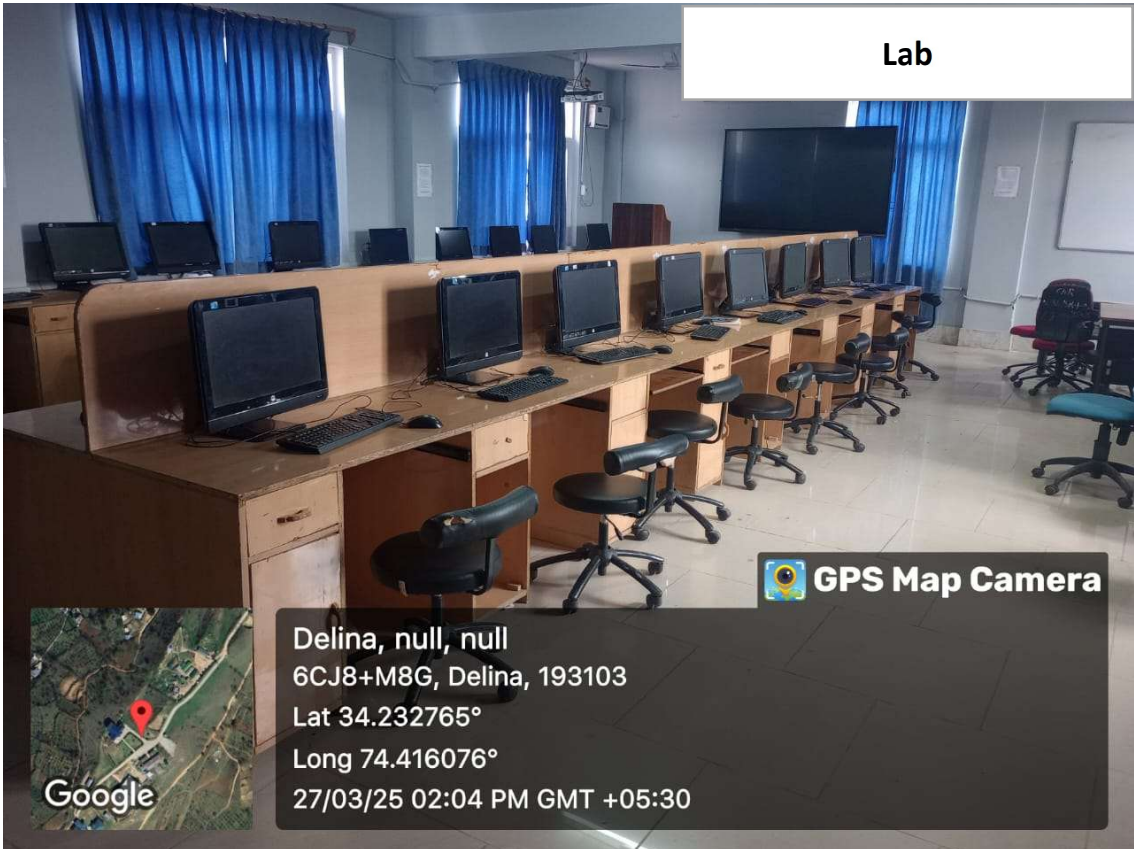 Lab
GPS Map Camera
Delina, null, null
6CJ8+M8G, Delina, 193103
Lat 34.232765°
Long 74.416076°
27/03/25 02:04 PM GMT +05:30
Google